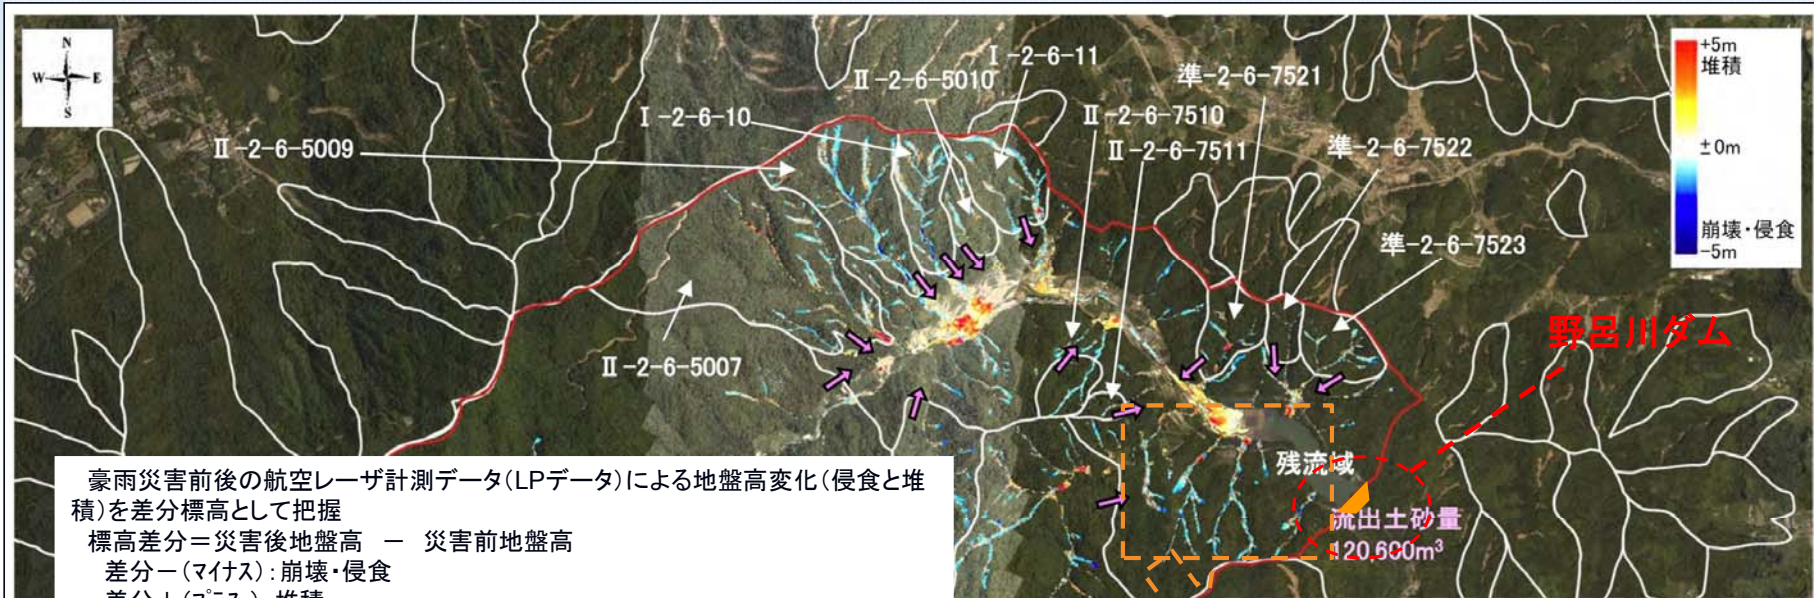 N
W E
S
I-2-6-11
II-2-6-5010
準-2-6-7521
I-2-6-10
II-2-6-7510
II-2-6-5009
II-2-6-7511
準-2-6-7522
準-2-6-7523
II-2-6-5007
+5m
堆積
±0m
崩壊・侵食
-5m
野呂川ダム
残流域
流出土砂量
120,600m³
豪雨災害前後の航空レーザ計測データ(LPデータ)による地盤高変化(侵食と堆
積)を差分標高として把握
標高差分=災害後地盤高 － 災害前地盤高
差分－(ﾏｲﾅｽ):崩壊・侵食
差分+(ﾌﾟﾗｽ):堆積